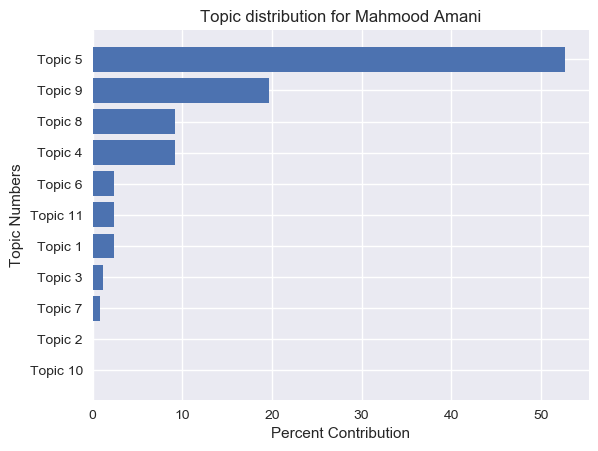 Topic distribution for Mahmood Amani
Topic Numbers
Topic 5
Topic 9
Topic 8
Topic 4
Topic 6
Topic 11
Topic 1
Topic 3
Topic 7
Topic 2
Topic 10
0 10 20 30 40 50
Percent Contribution